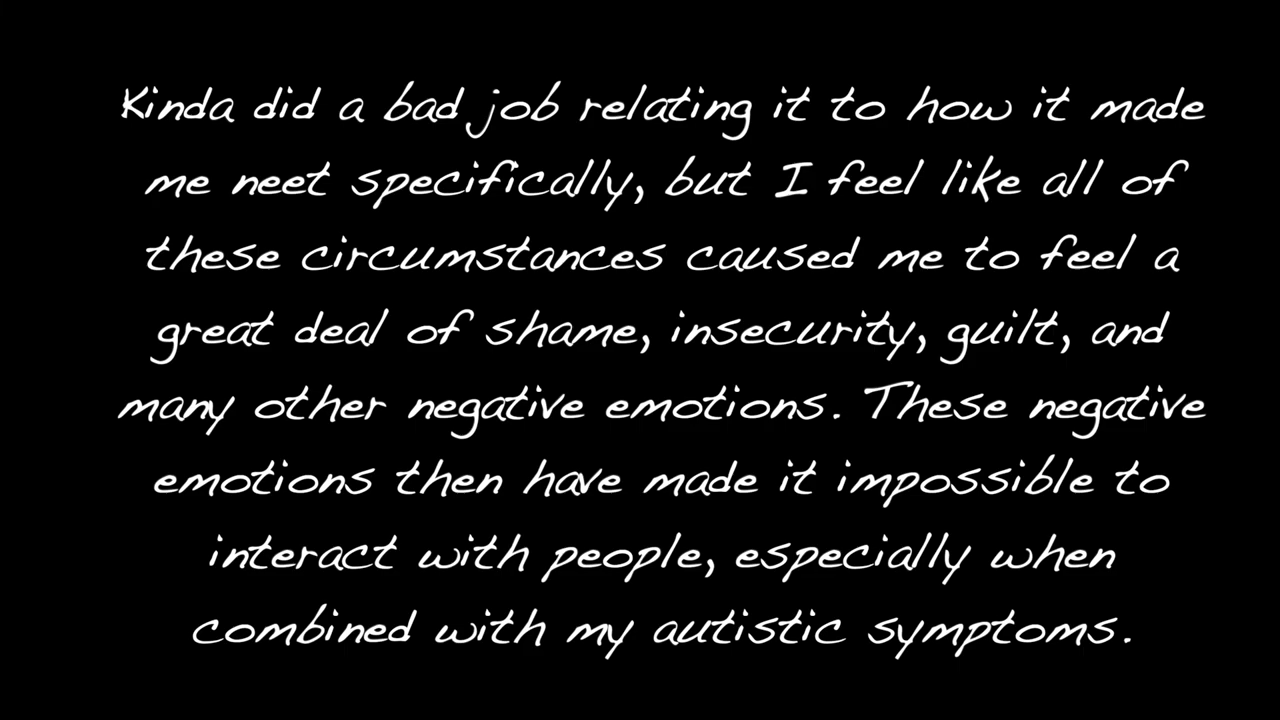 Kinda did a bad job relating it to how it made
me neet specifically, but I feel like all of
these circumstances caused me to feel a
great deal of shame, insecurity, guilt, and
many other negative emotions. These negative
emotions then have made it impossible to
interact with people, especially when
combined with my autistic symptoms.